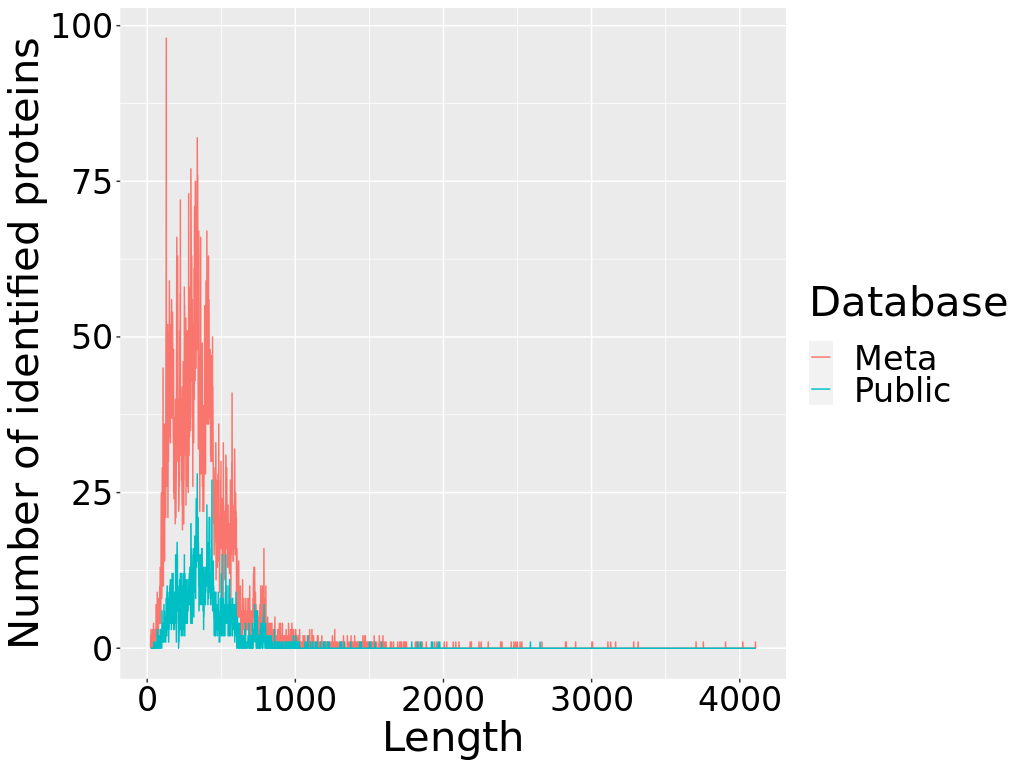 Number of identified proteins
100
75
50
25
0
0 1000 2000 3000 4000
Length
Database
Meta
Public